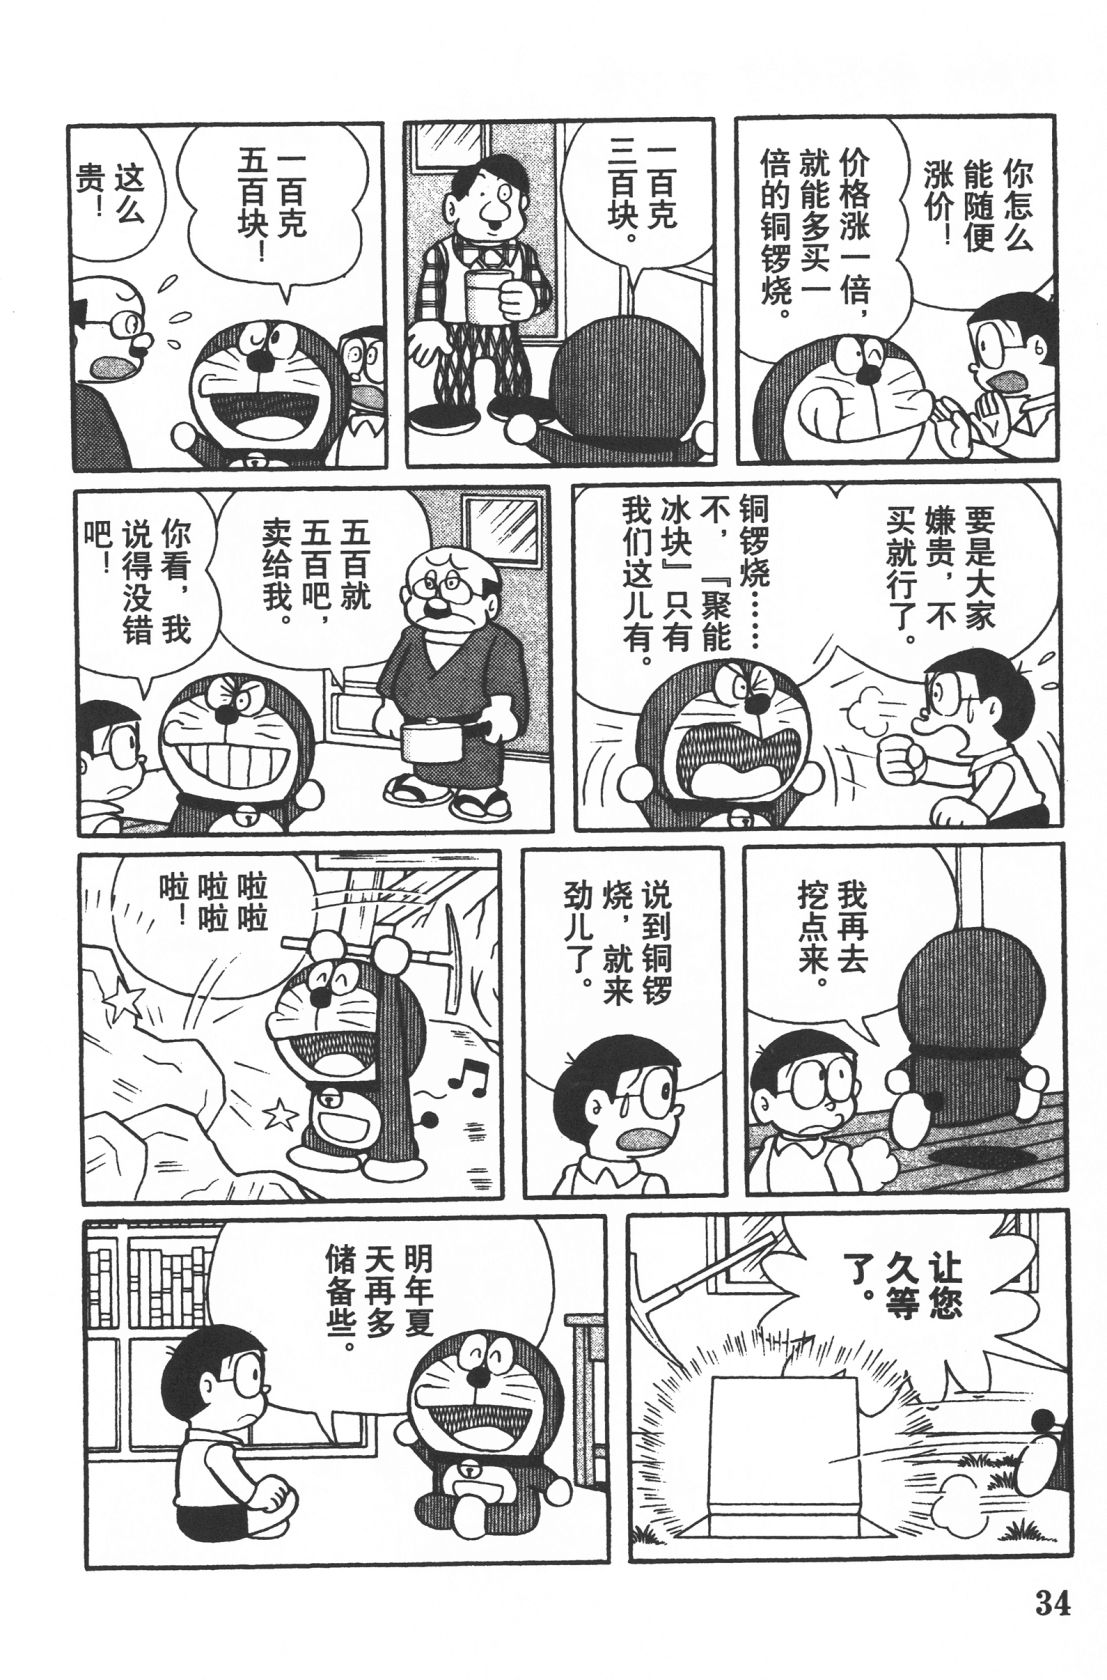 你怎么
能随便
涨价！
价格涨一倍，
就能多买一
倍的铜锣烧。
一百克
三百块。
一百克
五百块！
这么
贵！
要是大家
嫌贵，不
买就行了。
铜锣烧……
不，『聚能
冰块』只有
我们这儿有。
五百就
五百吧，
卖给我。
你看，我
说得没错
吧！
我再去
挖点来。
说到铜锣
烧，就来
劲儿了。
啦啦
啦啦
啦！
让您
久等
了。
明年夏
天再多
储备些。
34